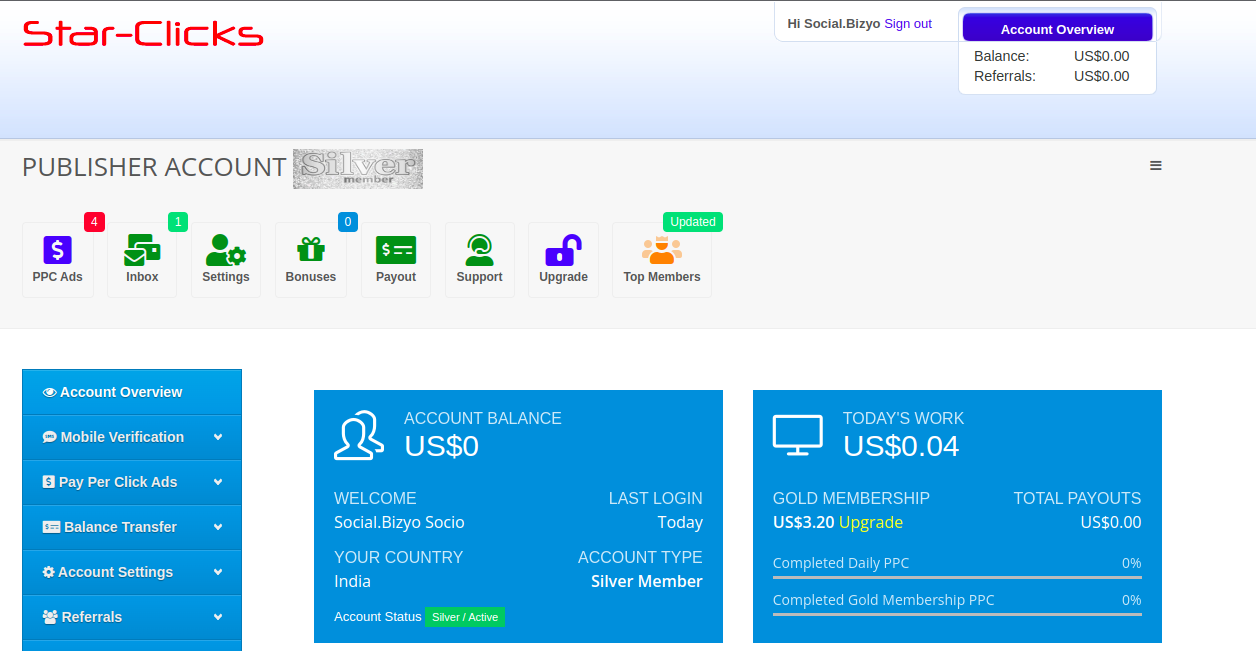 Star-Clicks
Hi Social.Bizyo Sign out
Account Overview
Balance: US$0.00
Referrals: US$0.00
PUBLISHER ACCOUNT Silver member
4 1 0 Updated
PPC Ads Inbox Settings Bonuses Payout Support Upgrade Top Members
Account Overview
Mobile Verification
Pay Per Click Ads
Balance Transfer
Account Settings
Referrals
ACCOUNT BALANCE
US$0
WELCOME LAST LOGIN
Social.Bizyo Socio Today
YOUR COUNTRY ACCOUNT TYPE
India Silver Member
Account Status Silver / Active
TODAY'S WORK
US$0.04
GOLD MEMBERSHIP TOTAL PAYOUTS
US$3.20 Upgrade US$0.00
Completed Daily PPC 0%
Completed Gold Membership PPC 0%